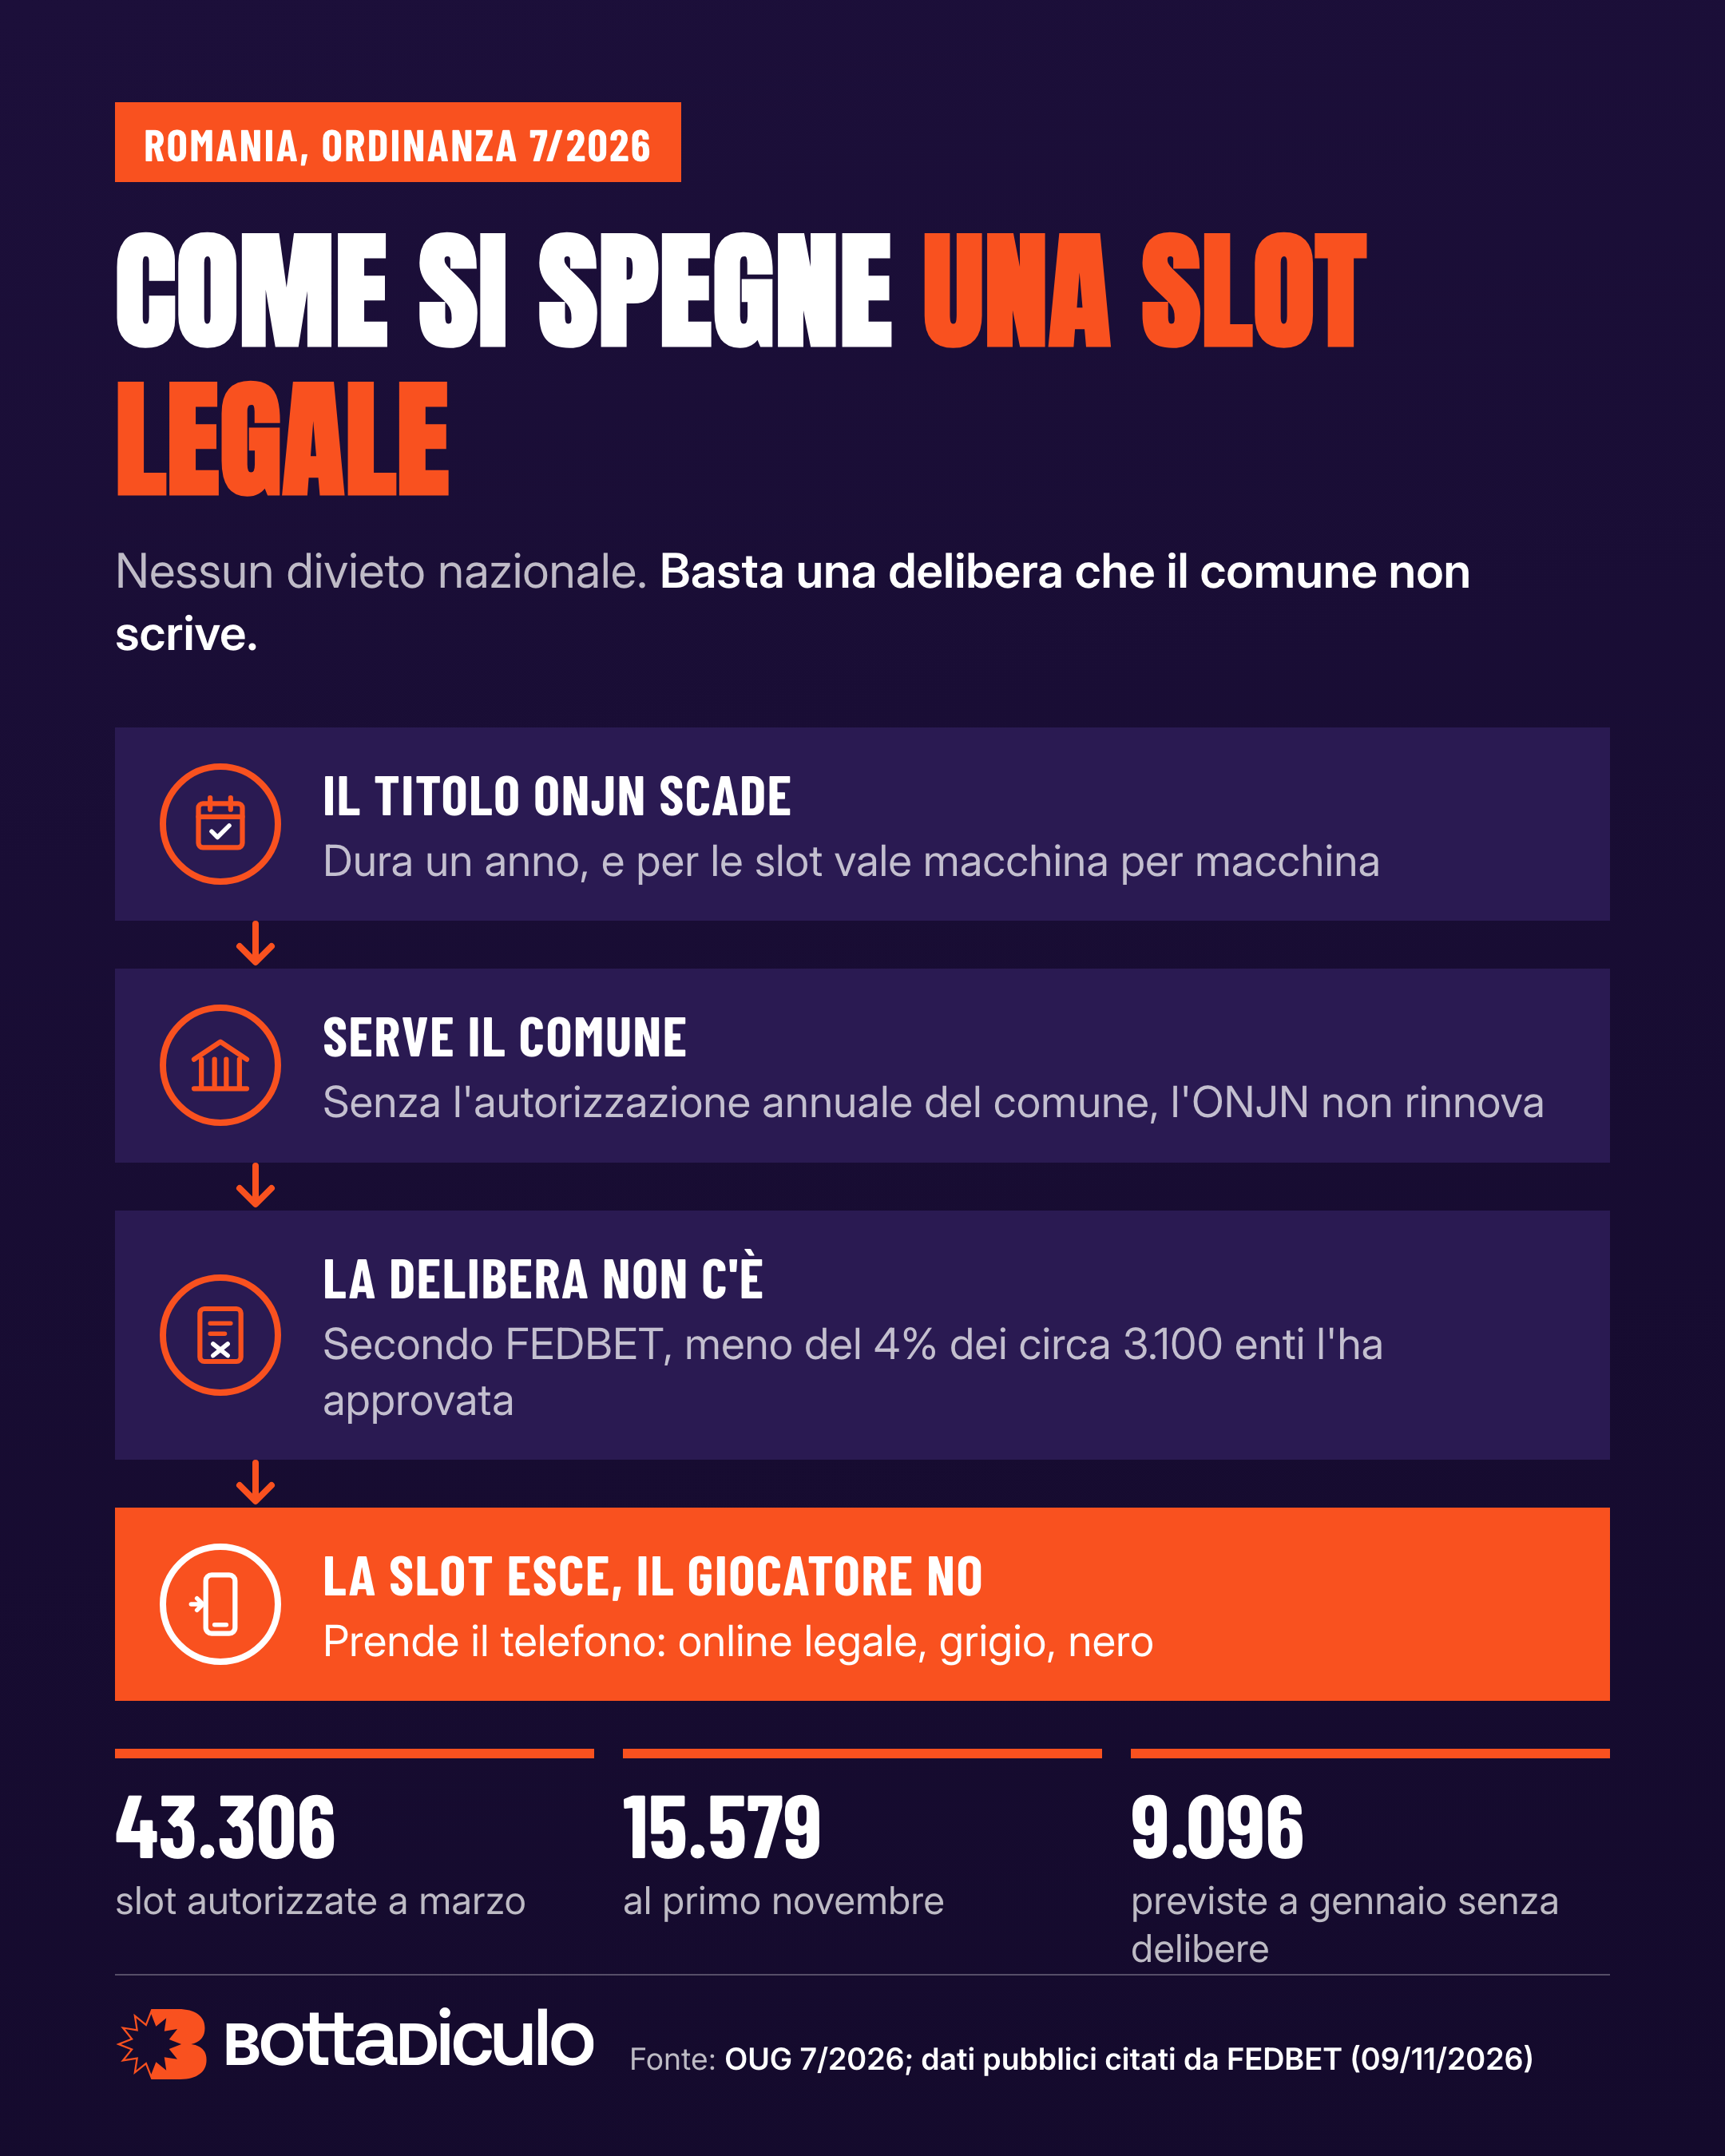 ROMANIA, ORDINANZA 7/2026
COME SI SPEGNE UNA SLOT
LEGALE
Nessun divieto nazionale. Basta una delibera che il comune non
scrive.
IL TITOLO ONJN SCADE
Dura un anno, e per le slot vale macchina per macchina
SERVE IL COMUNE
Senza l'autorizzazione annuale del comune, l'ONJN non rinnova
LA DELIBERA NON C'È
Secondo FEDBET, meno del 4% dei circa 3.100 enti l'ha
approvata
LA SLOT ESCE, IL GIOCATORE NO
Prende il telefono: online legale, grigio, nero
43.306
slot autorizzate a marzo
15.579
al primo novembre
9.096
previste a gennaio senza
delibere
BottaDiculo
Fonte: OUG 7/2026; dati pubblici citati da FEDBET (09/11/2026)